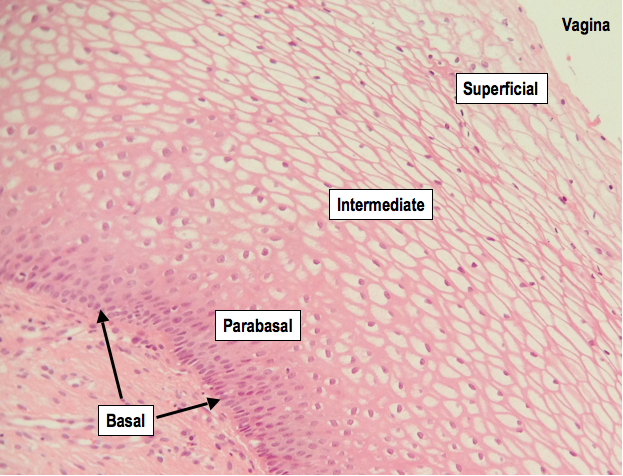 Vagina
Superficial
Intermediate
Parabasal
Basal